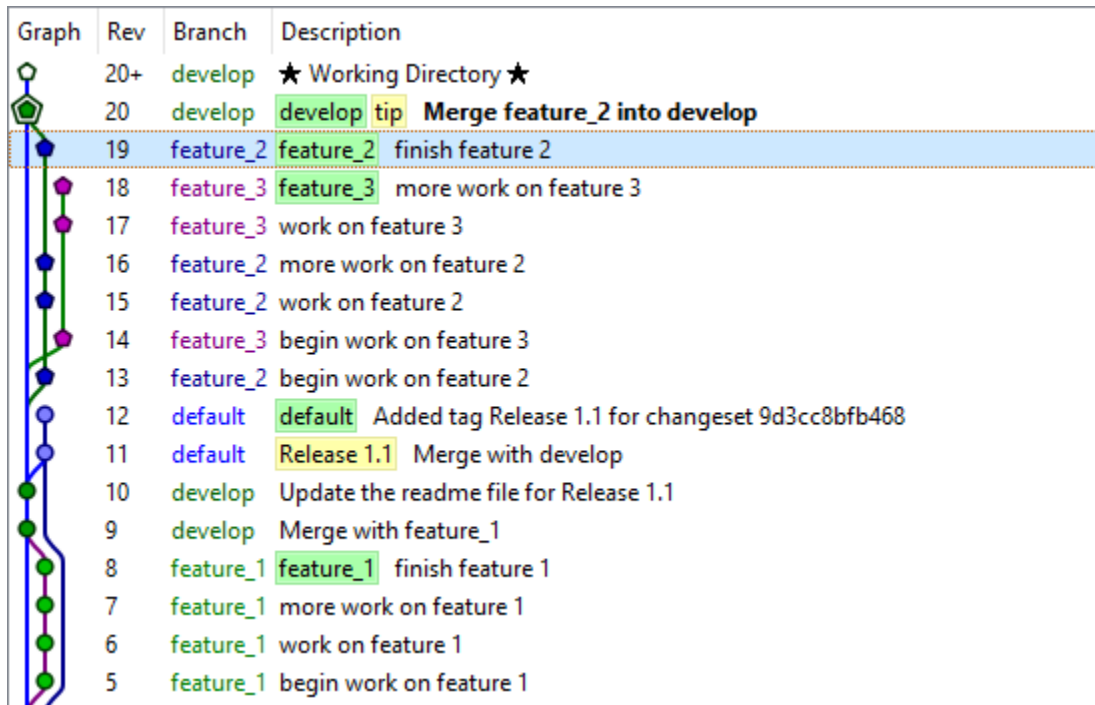 Graph Rev Branch Description
20+ develop ★ Working Directory ★
20 develop develop tip Merge feature_2 into develop
19 feature_2 feature_2 finish feature 2
18 feature_3 feature_3 more work on feature 3
17 feature_3 work on feature 3
16 feature_2 more work on feature 2
15 feature_2 work on feature 2
14 feature_3 begin work on feature 3
13 feature_2 begin work on feature 2
12 default default Added tag Release 1.1 for changeset 9d3cc8bfb468
11 default Release 1.1 Merge with develop
10 develop Update the readme file for Release 1.1
9 develop Merge with feature_1
8 feature_1 feature_1 finish feature 1
7 feature_1 more work on feature 1
6 feature_1 work on feature 1
5 feature_1 begin work on feature 1